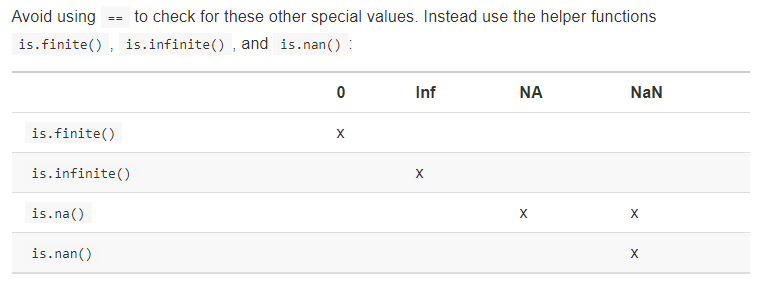 Avoid using == to check for these other special values. Instead use the helper functions
is.finite() , is.infinite() , and is.nan() :
0 Inf NA NaN
is.finite() x
is.infinite() x
is.na() x x
is.nan() x